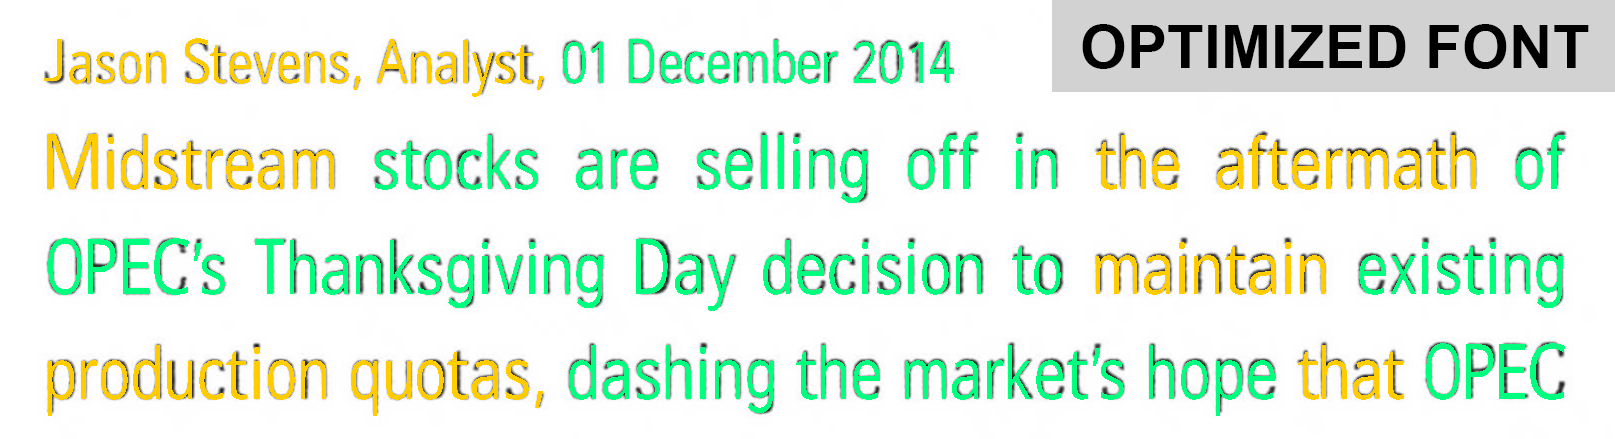 Jason Stevens, Analyst, 01 December 2014
OPTIMIZED FONT
Midstream stocks are selling off in the aftermath of
OPEC’s Thanksgiving Day decision to maintain existing
production quotas, dashing the market’s hope that OPEC